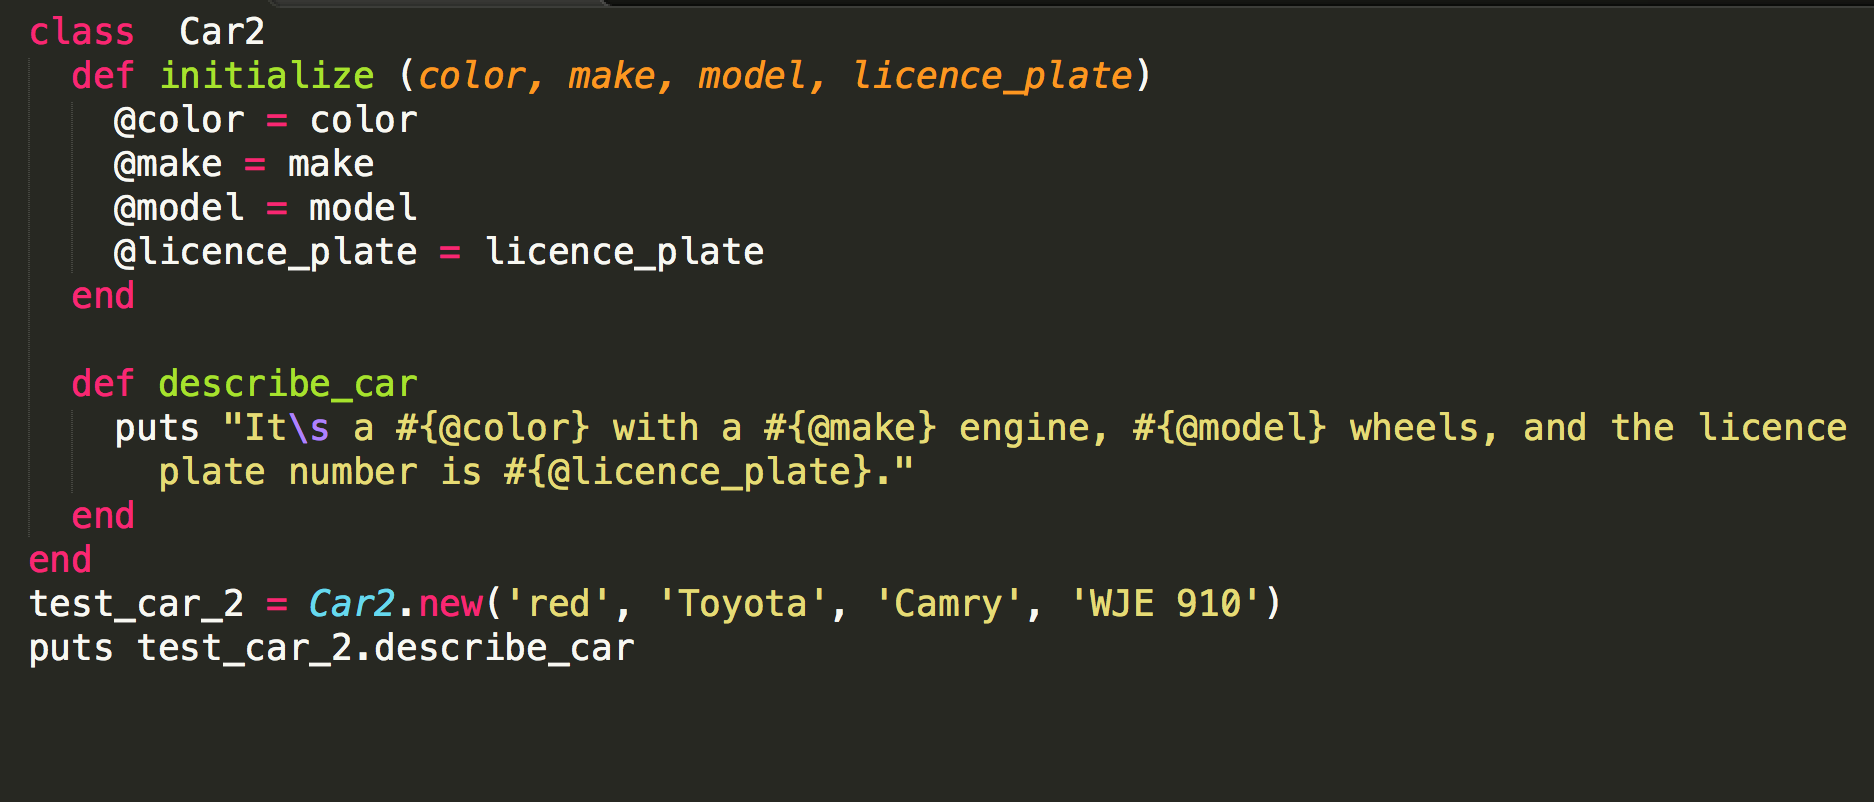 class  Car2
  def initialize (color, make, model, licence_plate)
    @color = color
    @make = make
    @model = model
    @licence_plate = licence_plate
  end

  def describe_car
    puts "It\s a #{@color} with a #{@make} engine, #{@model} wheels, and the licence
      plate number is #{@licence_plate}."
  end
end
test_car_2 = Car2.new('red', 'Toyota', 'Camry', 'WJE 910')
puts test_car_2.describe_car